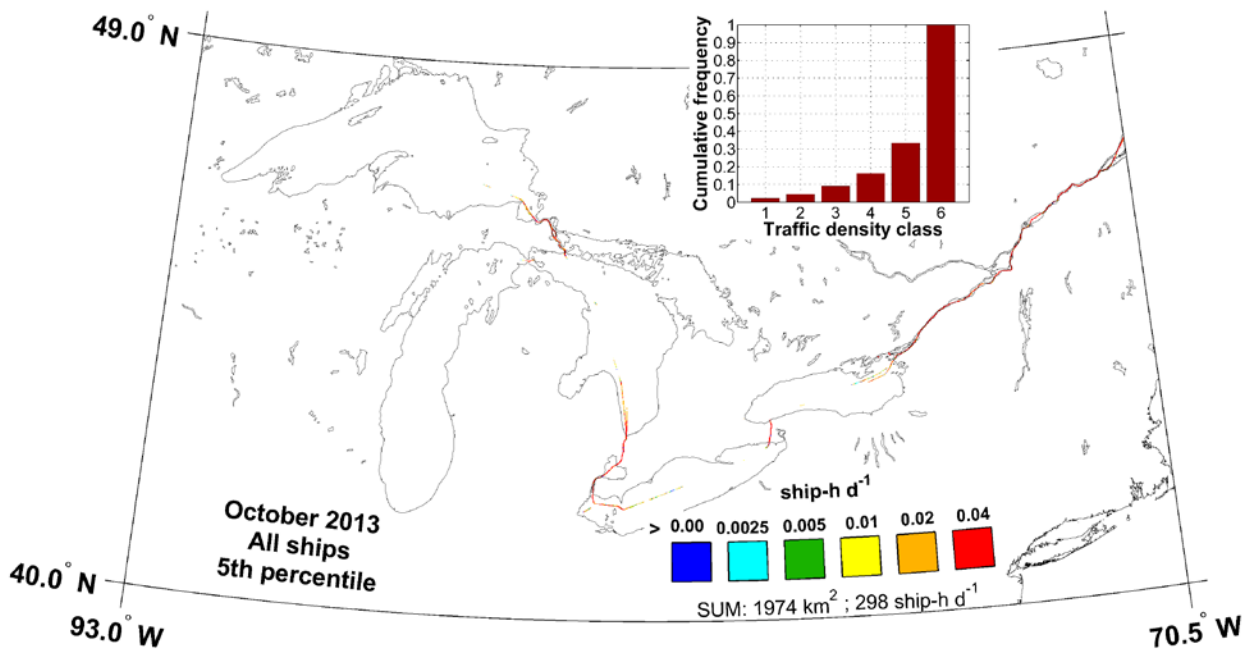 49.0° N
Cumulative frequency
1
0.9
0.8
0.7
0.6
0.5
0.4
0.3
0.2
0.1
0
1 2 3 4 5 6
Traffic density class
October 2013
All ships
5th percentile
ship-h d⁻¹
> 0.00 0.0025 0.005 0.01 0.02 0.04
SUM: 1974 km² ; 298 ship-h d⁻¹
40.0° N
93.0° W
70.5° W